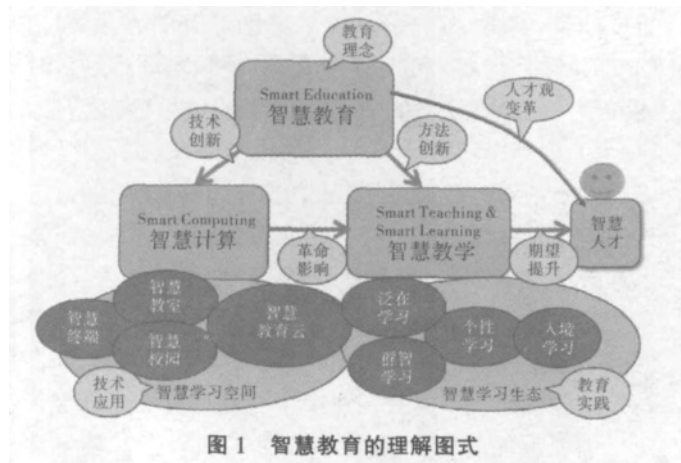 教育
理念
Smart Education
智慧教育
人才观
变革
技术
创新
方法
创新
Smart Computing
智慧计算
Smart Teaching &
Smart Learning
智慧教学
智慧
人才
革命
影响
期望
提升
智慧
教室
智慧
终端
智慧
校园
智慧
教育云
泛在
学习
群智
学习
个性
学习
入境
学习
技术
应用
智慧学习空间
智慧学习生态
教育
实践
图 1 智慧教育的理解图式